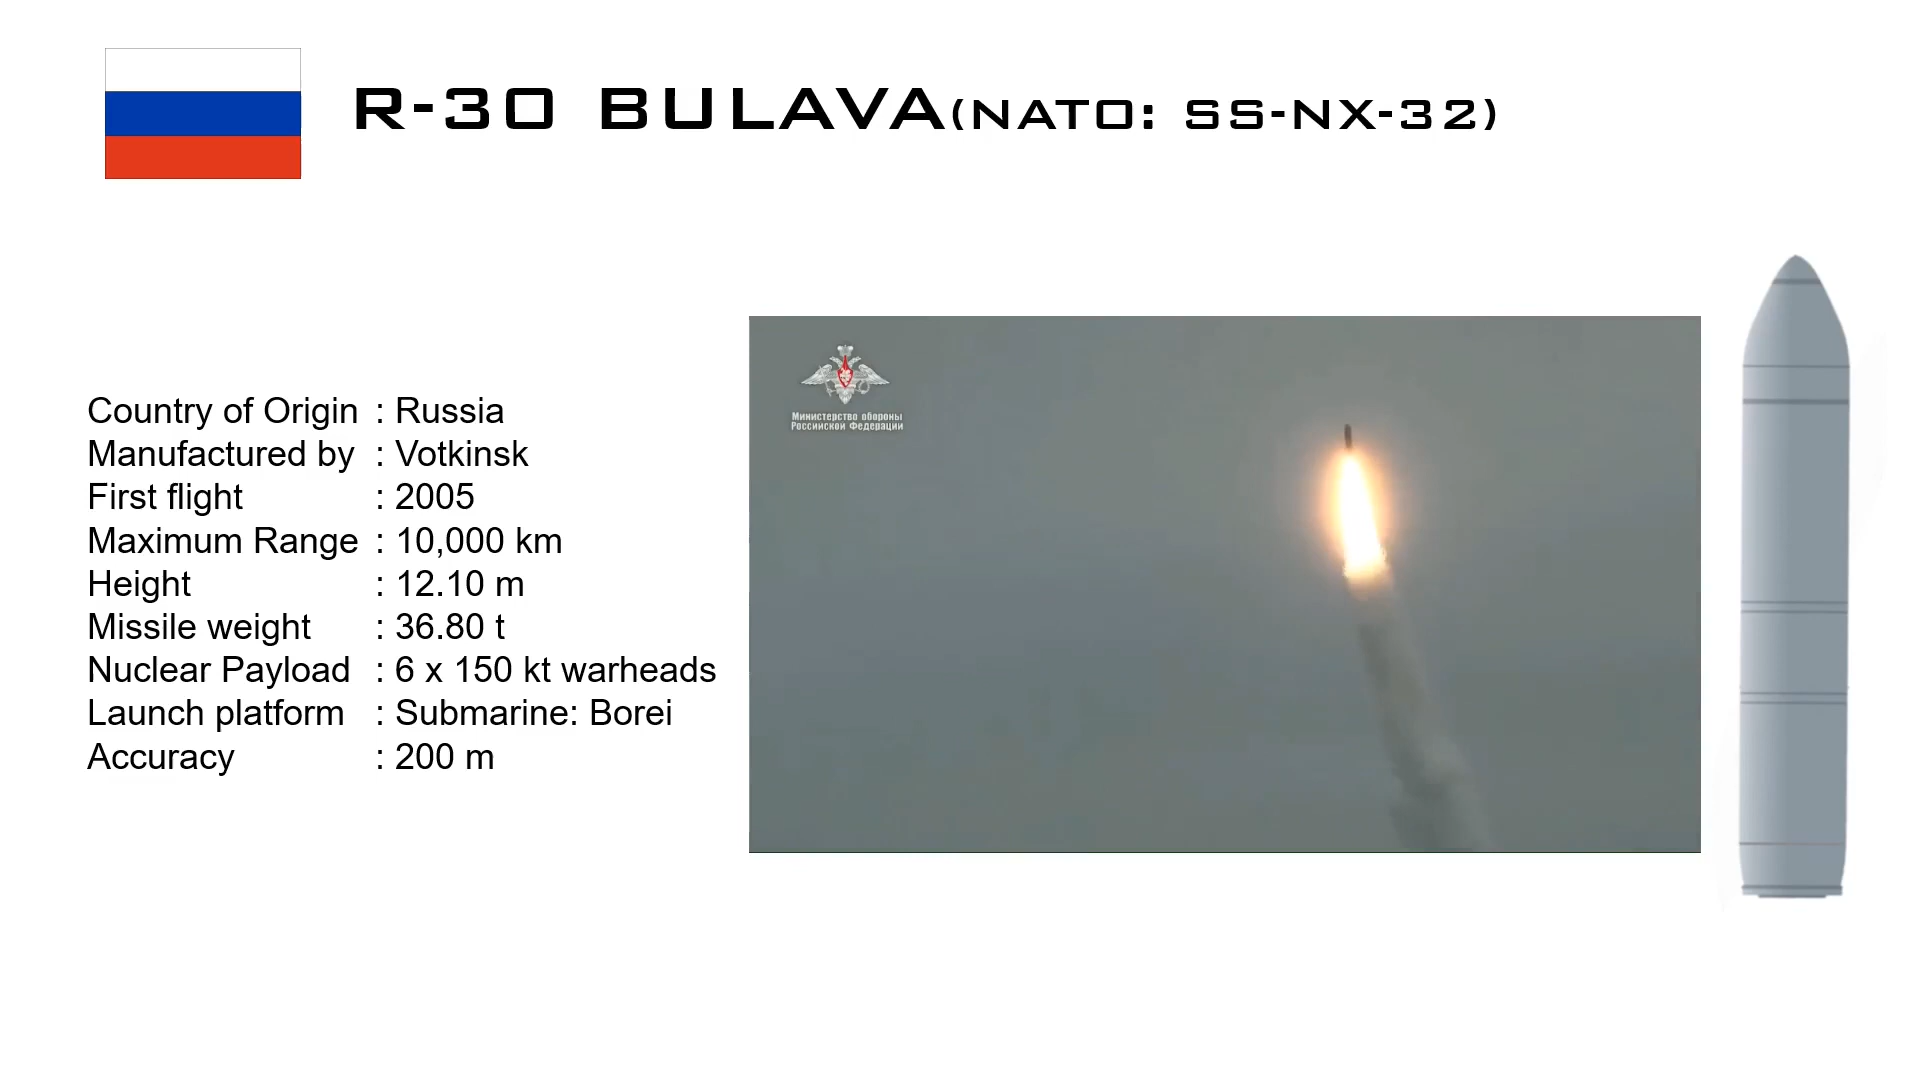 R-30 BULAVA(NATO: SS-NX-32)
Министерство обороны
Российской Федерации
Country of Origin : Russia
Manufactured by : Votkinsk
First flight : 2005
Maximum Range : 10,000 km
Height : 12.10 m
Missile weight : 36.80 t
Nuclear Payload : 6 x 150 kt warheads
Launch platform : Submarine: Borei
Accuracy : 200 m